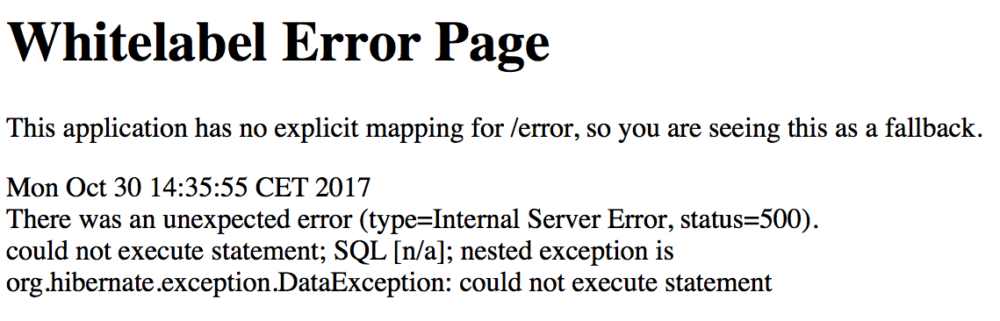 Whitelabel Error Page
This application has no explicit mapping for /error, so you are seeing this as a fallback.
Mon Oct 30 14:35:55 CET 2017
There was an unexpected error (type=Internal Server Error, status=500).
could not execute statement; SQL [n/a]; nested exception is
org.hibernate.exception.DataException: could not execute statement